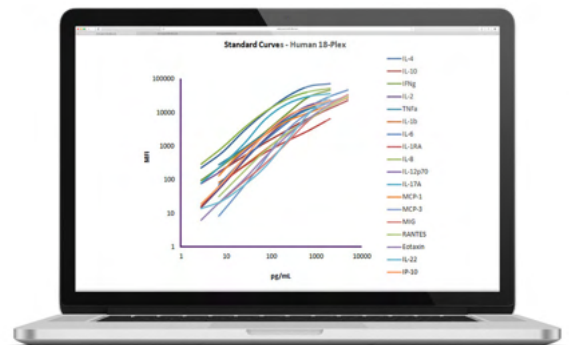 Standard Curves - Human 18-Plex
100000
10000
1000
100
10
1
MFI
1
10
100
1000
10000
pg/mL
IL-4
IL-10
IFNg
IL-2
TNFa
IL-1b
IL-6
IL-1RA
IL-8
IL-12p70
IL-17A
MCP-1
MCP-3
MIG
RANTES
Eotaxin
IL-22
IP-10